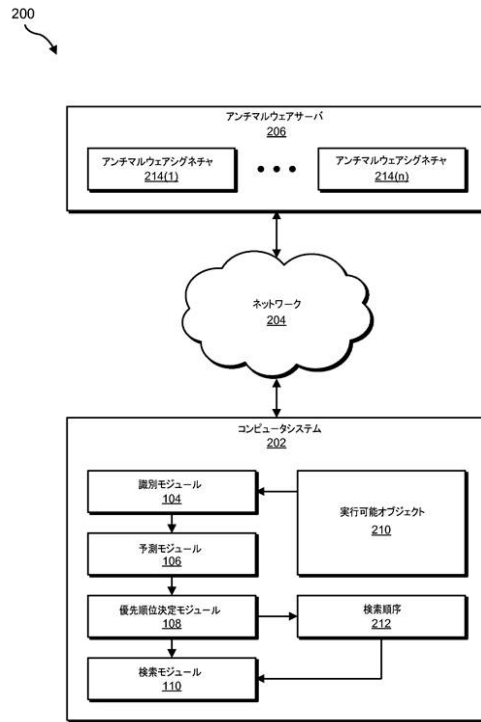 200
アンチマルウェアサーバ
206
アンチマルウェアシグネチャ
214(1)
アンチマルウェアシグネチャ
214(n)
ネットワーク
204
コンピュータシステム
202
識別モジュール
104
実行可能オブジェクト
210
予測モジュール
106
優先順位決定モジュール
108
検索順序
212
検索モジュール
110